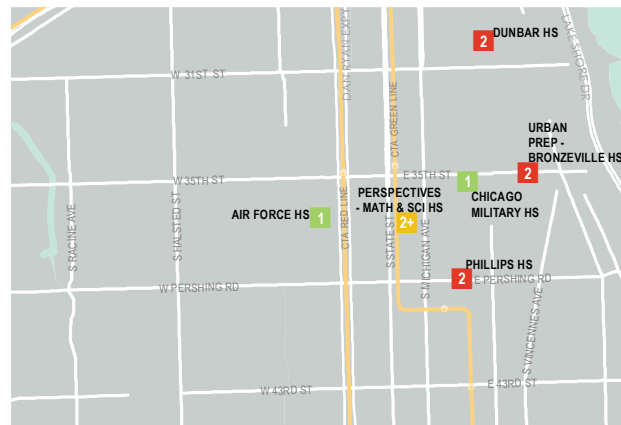 2 DUNBAR HS
LAKE SHORE DR
DAN RYAN EXPY
W 31ST ST
CTA GREEN LINE
URBAN
PREP -
BRONZEVILLE HS
2
E 35TH ST
W 35TH ST
1
CHICAGO
MILITARY HS
PERSPECTIVES
- MATH & SCI HS
2+
AIR FORCE HS 1
S RACINE AVE
S HALSTED ST
CTA RED LINE
S STATE ST
S MICHIGAN AVE
PHILLIPS HS
2
E PERSHING RD
W PERSHING RD
S VINCENNES AVE
W 43RD ST
E 43RD ST